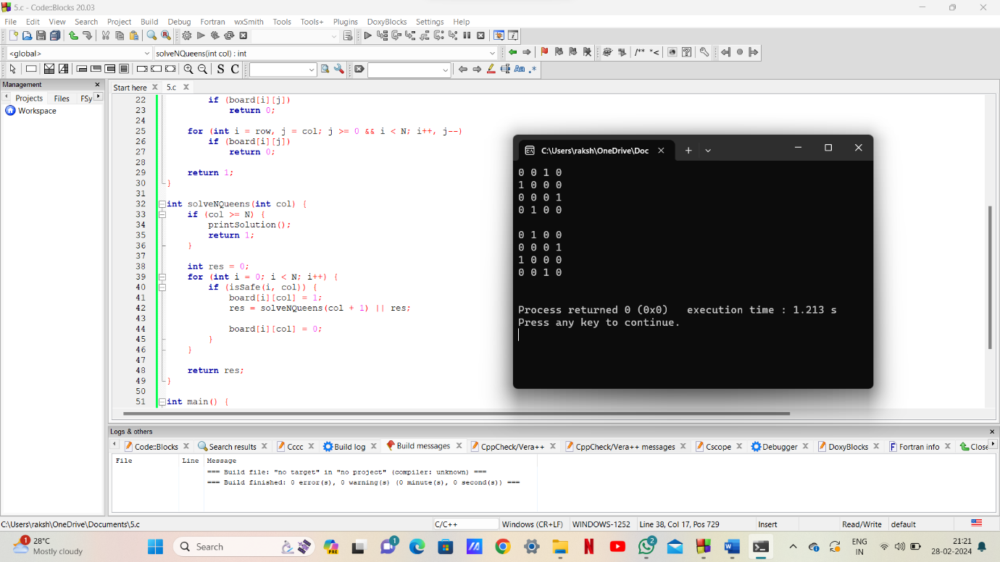 5.c - Code::Blocks 20.03
File Edit View Search Project Build Debug Fortran wxSmith Tools Tools+ Plugins DoxyBlocks Settings Help
<global> solveNQueens(int col) : int
S C
Management
Projects Files FSy
Workspace
Start here 5.c
22 if (board[i][j])
23 return 0;
24
25 for (int i = row, j = col; j >= 0 && i < N; i++, j--)
26 if (board[i][j])
27 return 0;
28
29 return 1;
30 }
31
32 int solveNQueens(int col) {
33 if (col >= N) {
34 printSolution();
35 return 1;
36 }
37
38 int res = 0;
39 for (int i = 0; i < N; i++) {
40 if (isSafe(i, col)) {
41 board[i][col] = 1;
42 res = solveNQueens(col + 1) || res;
43
44 board[i][col] = 0;
45 }
46 }
47
48 return res;
49 }
50
51 int main() {
C:\Users\raksh\OneDrive\Doc
0 0 1 0
1 0 0 0
0 0 0 1
0 1 0 0
0 1 0 0
0 0 0 1
1 0 0 0
0 0 1 0
Process returned 0 (0x0) execution time : 1.213 s
Press any key to continue.
Logs & others
Code::Blocks Search results Cccc Build log Build messages CppCheck/Vera++ CppCheck/Vera++ messages Cscope Debugger DoxyBlocks Fortran info Close
File Line Message
=== Build file: "no target" in "no project" (compiler: unknown) ===
=== Build finished: 0 error(s), 0 warning(s) (0 minute(s), 0 second(s)) ===
C:\Users\raksh\OneDrive\Documents\5.c C/C++ Windows (CR+LF) WINDOWS-1252 Line 38, Col 17, Pos 729 Insert Read/Write default
1 28°C
Mostly cloudy
Search
PRE
1
2
ENG
IN
21:21
28-02-2024